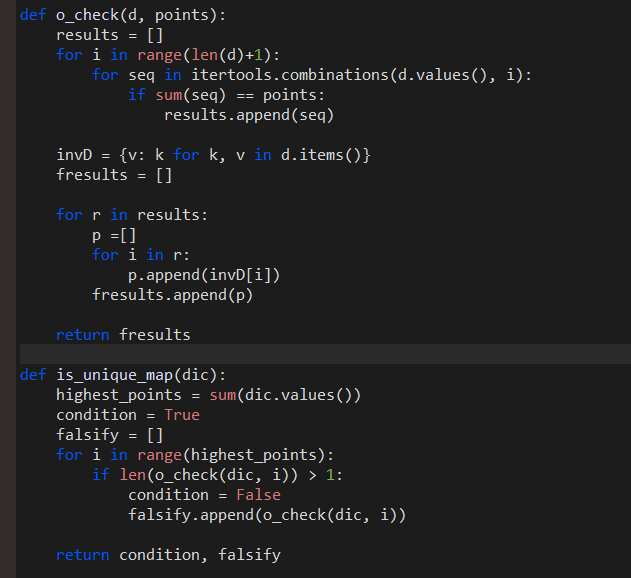 def o_check(d, points):
    results = []
    for i in range(len(d)+1):
        for seq in itertools.combinations(d.values(), i):
            if sum(seq) == points:
                results.append(seq)

    invD = {v: k for k, v in d.items()}
    fresults = []

    for r in results:
        p =[]
        for i in r:
            p.append(invD[i])
        fresults.append(p)

    return fresults

def is_unique_map(dic):
    highest_points = sum(dic.values())
    condition = True
    falsify = []
    for i in range(highest_points):
        if len(o_check(dic, i)) > 1:
            condition = False
            falsify.append(o_check(dic, i))

    return condition, falsify